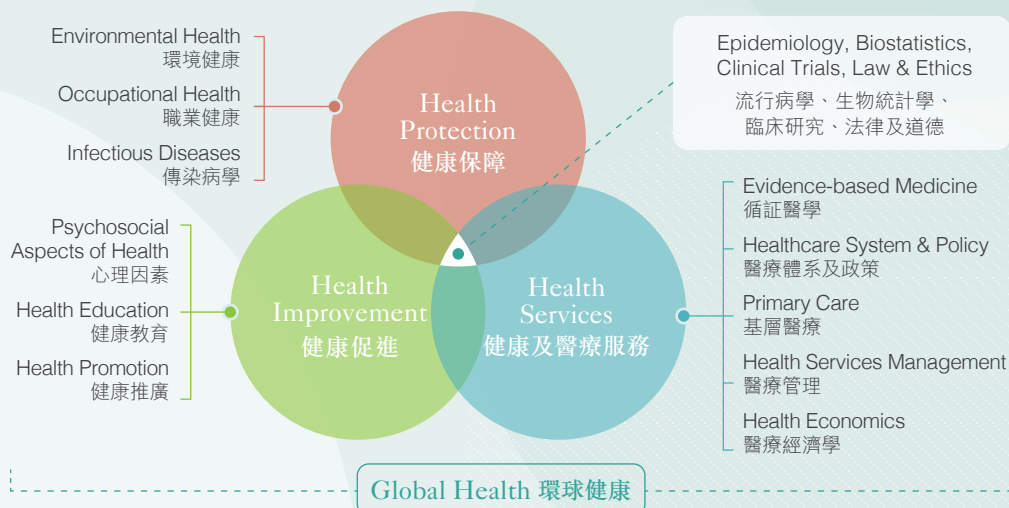 Environmental Health
環境健康
Occupational Health
職業健康
Infectious Diseases
傳染病學
Health
Protection
健康保障
Epidemiology, Biostatistics,
Clinical Trials, Law & Ethics
流行病學、生物統計學、
臨床研究、法律及道德
Psychosocial
Aspects of Health
心理因素
Health Education
健康教育
Health Promotion
健康推廣
Health
Improvement
健康促進
Health
Services
健康及醫療服務
Evidence-based Medicine
循証醫學
Healthcare System & Policy
醫療體系及政策
Primary Care
基層醫療
Health Services Management
醫療管理
Health Economics
醫療經濟學
Global Health 環球健康